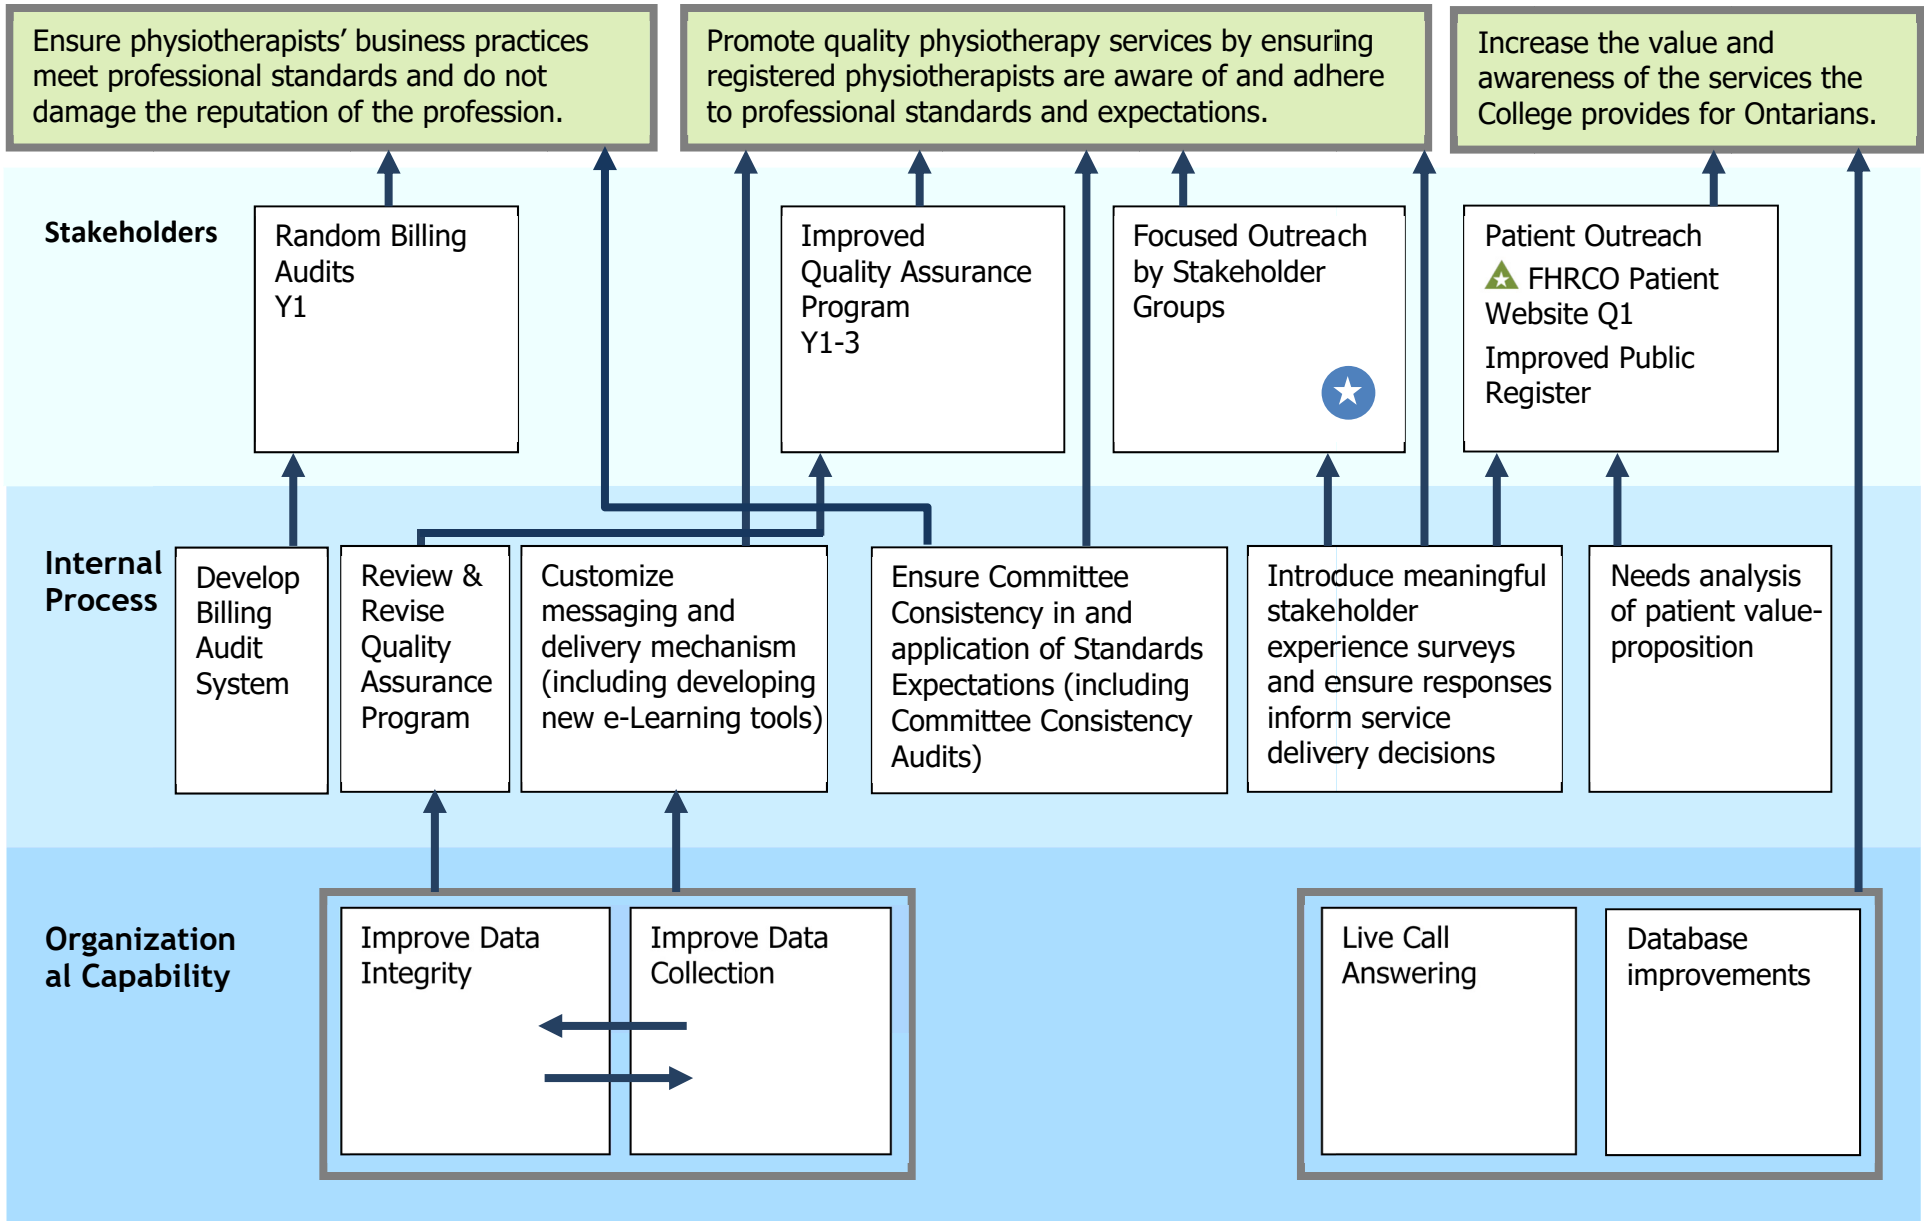 Ensure physiotherapists’ business practices
meet professional standards and do not
damage the reputation of the profession.
Promote quality physiotherapy services by ensuring
registered physiotherapists are aware of and adhere
to professional standards and expectations.
Increase the value and
awareness of the services the
College provides for Ontarians.
Stakeholders
Random Billing
Audits
Y1
Improved
Quality Assurance
Program
Y1-3
Focused Outreach
by Stakeholder
Groups
Patient Outreach
FHRCO Patient
Website Q1
Improved Public
Register
Internal
Process
Develop
Billing
Audit
System
Review &
Revise
Quality
Assurance
Program
Customize
messaging and
delivery mechanism
(including developing
new e-Learning tools)
Ensure Committee
Consistency in and
application of Standards
Expectations (including
Committee Consistency
Audits)
Introduce meaningful
stakeholder
experience surveys
and ensure responses
inform service
delivery decisions
Needs analysis
of patient value-
proposition
Organization
al Capability
Improve Data
Integrity
Improve Data
Collection
Live Call
Answering
Database
improvements